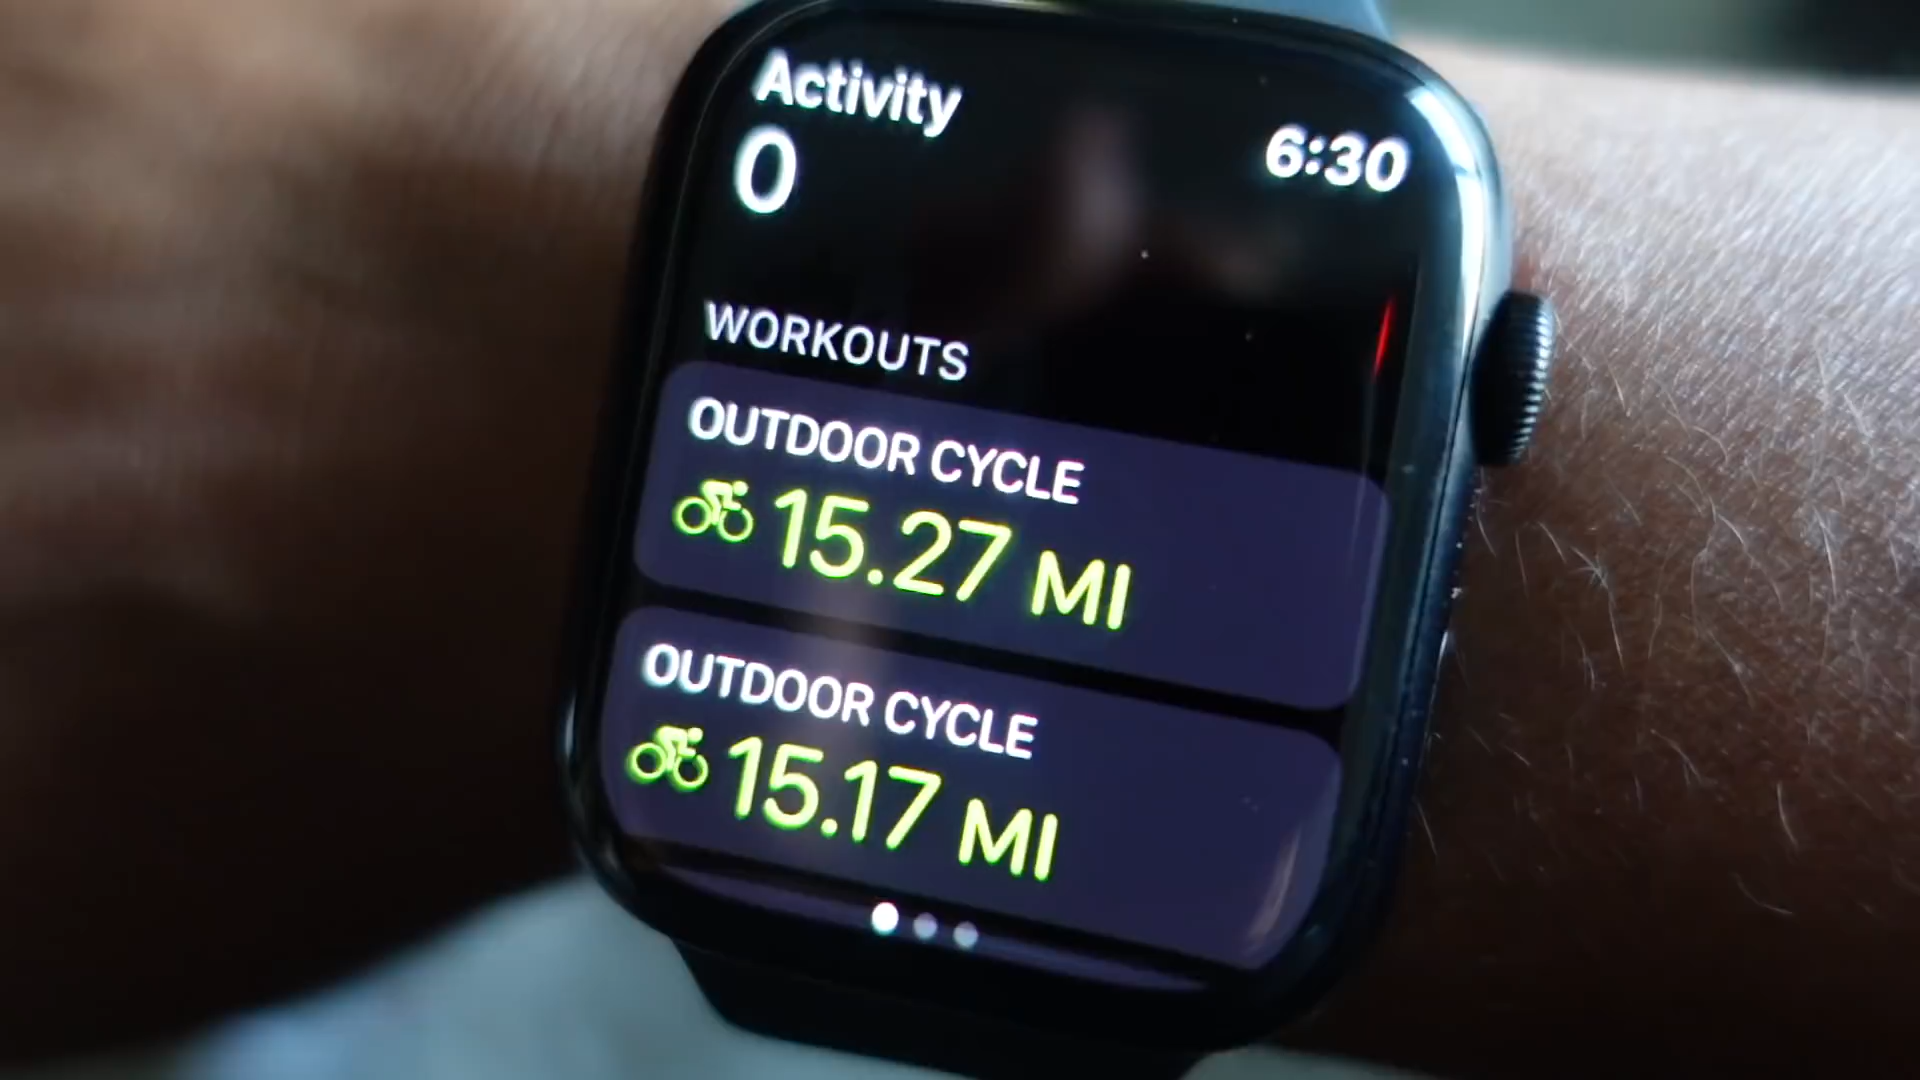 Activity
6:30
0
WORKOUTS
OUTDOOR CYCLE
15.27 MI
OUTDOOR CYCLE
15.17 MI